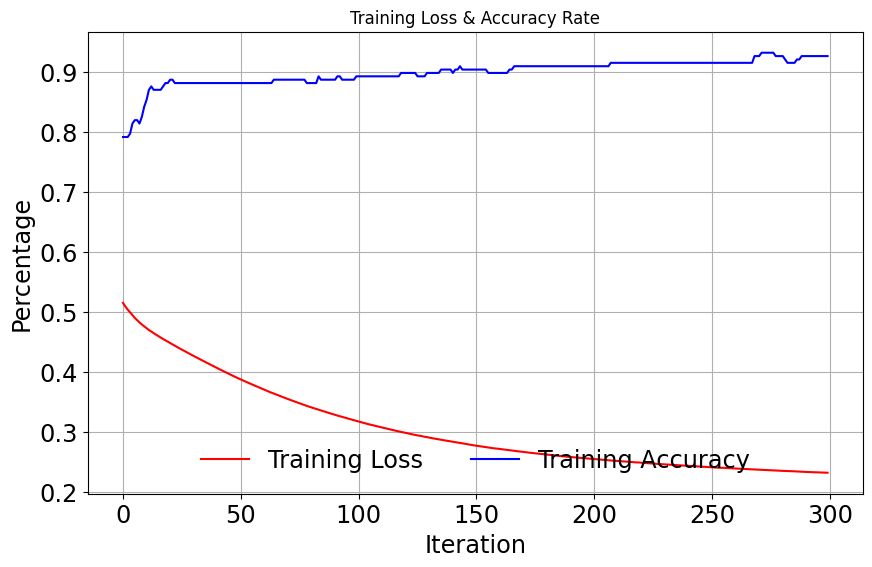 Training Loss & Accuracy Rate
Percentage
0.9
0.8
0.7
0.6
0.5
0.4
0.3
0.2
Training Loss Training Accuracy
0 50 100 150 200 250 300
Iteration